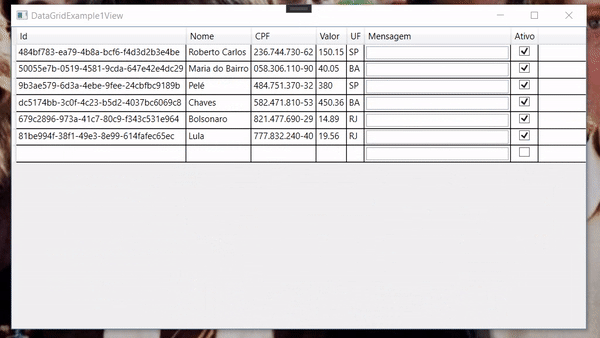 DataGridExample1View
Id Nome CPF Valor UF Mensagem Ativo
484bf783-ea79-4b8a-bcf6-f4d3d2b3e4be Roberto Carlos 236.744.730-62 150.15 SP
50055e7b-0519-4581-9cda-647e42e4dc29 Maria do Bairro 058.306.110-90 40.05 BA
9b3ae579-6d3a-4ebe-9fee-24cbfbc9189b Pelé 484.751.370-32 380 SP
dc5174bb-3c0f-4c23-b5d2-4037bc6069c8 Chaves 582.471.810-53 450.36 BA
679c2896-973a-41c7-80c9-f343c531e964 Bolsonaro 821.477.690-29 14.89 RJ
81be994f-38f1-49e3-8e99-614fafec65ec Lula 777.832.240-40 19.56 RJ